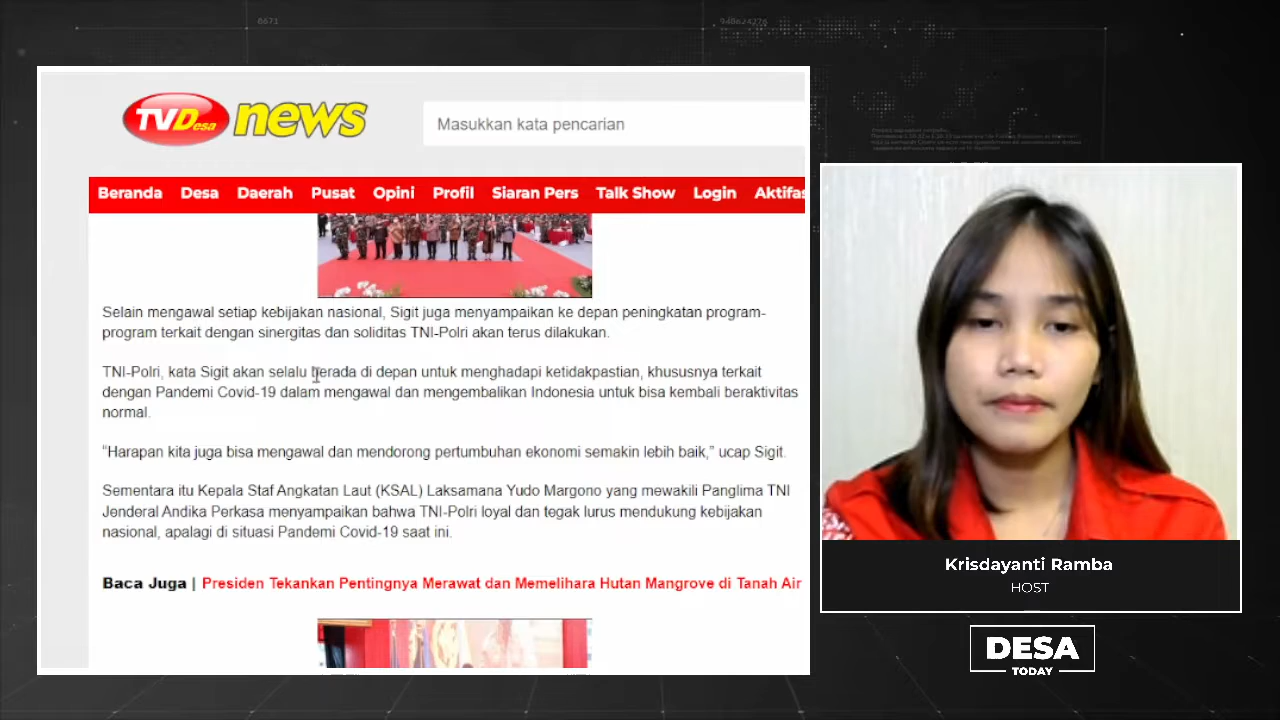 6671
TVDesa news
Masukkan kata pencarian
Beranda Desa Daerah Pusat Opini Profil Siaran Pers Talk Show Login Aktifas
Selain mengawal setiap kebijakan nasional, Sigit juga menyampaikan ke depan peningkatan program-
program terkait dengan sinergitas dan soliditas TNI-Polri akan terus dilakukan.
TNI-Polri, kata Sigit akan selalu berada di depan untuk menghadapi ketidakpastian, khususnya terkait
dengan Pandemi Covid-19 dalam mengawal dan mengembalikan Indonesia untuk bisa kembali beraktivitas
normal.
“Harapan kita juga bisa mengawal dan mendorong pertumbuhan ekonomi semakin lebih baik,” ucap Sigit.
Sementara itu Kepala Staf Angkatan Laut (KSAL) Laksamana Yudo Margono yang mewakili Panglima TNI
Jenderal Andika Perkasa menyampaikan bahwa TNI-Polri loyal dan tegak lurus mendukung kebijakan
nasional, apalagi di situasi Pandemi Covid-19 saat ini.
Baca Juga | Presiden Tekankan Pentingnya Merawat dan Memelihara Hutan Mangrove di Tanah Air
Krisdayanti Ramba
HOST
DESA
TODAY